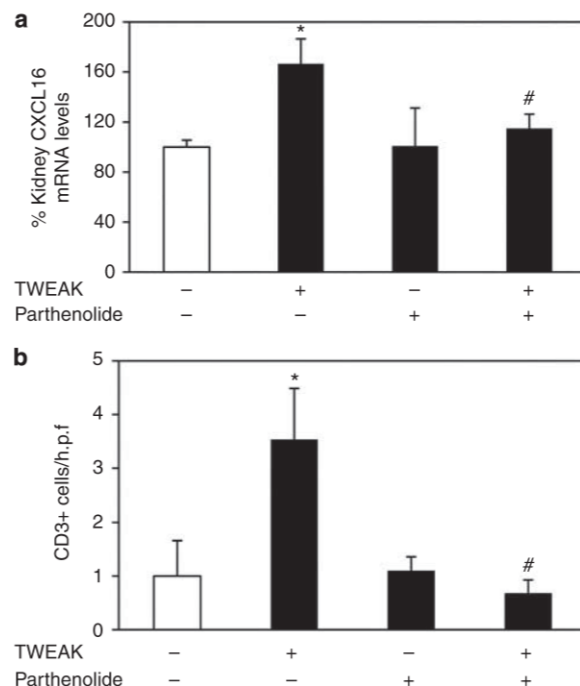 a
% Kidney CXCL16
mRNA levels
200
160
120
80
40
0
*
#
TWEAK – + – +
Parthenolide – – + +
b
CD3+ cells/h.p.f
5
4
3
2
1
0
*
#
TWEAK – + – +
Parthenolide – – + +